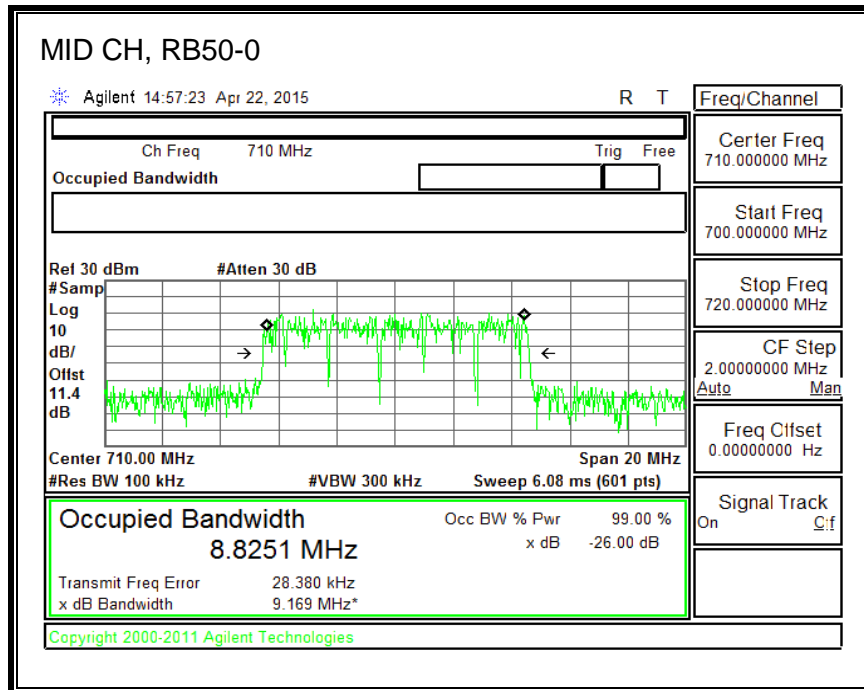 MID CH, RB50-0
Agilent 14:57:23 Apr 22, 2015 R T
Freq/Channel
Ch Freq 710 MHz Trig Free
Occupied Bandwidth
Center Freq
710.000000 MHz
Start Freq
700.000000 MHz
Stop Freq
720.000000 MHz
CF Step
2.00000000 MHz
Auto Man
Freq Offset
0.00000000 Hz
Signal Track
On Off
Ref 30 dBm #Atten 30 dB
#Samp
Log
10
dB/
Offst
11.4
dB
Center 710.00 MHz Span 20 MHz
#Res BW 100 kHz #VBW 300 kHz Sweep 6.08 ms (601 pts)
Occupied Bandwidth
8.8251 MHz
Occ BW % Pwr 99.00 %
x dB -26.00 dB
Transmit Freq Error 28.380 kHz
x dB Bandwidth 9.169 MHz*
Copyright 2000-2011 Agilent Technologies